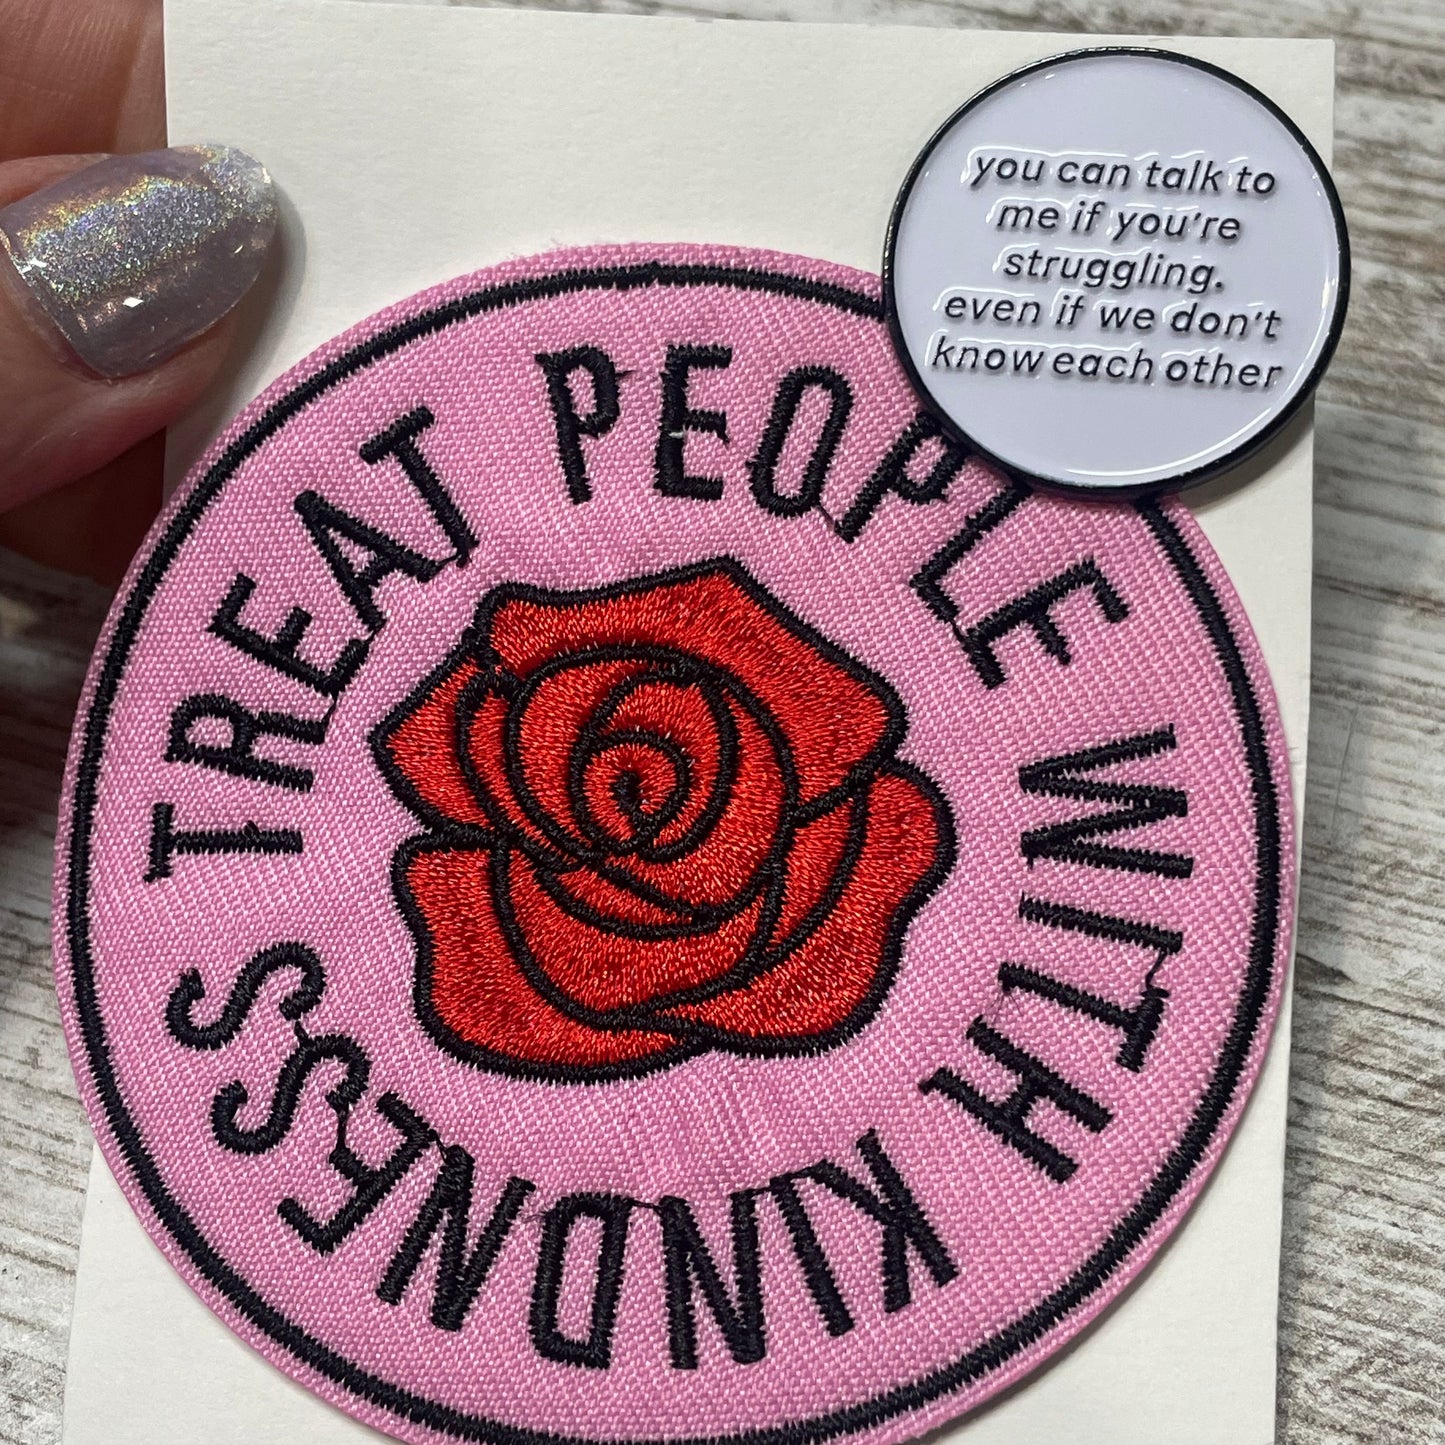 you can talk to
me if you're
struggling.
even if we don't
know each other
TREAT PEOPLE WITH KINDNESS